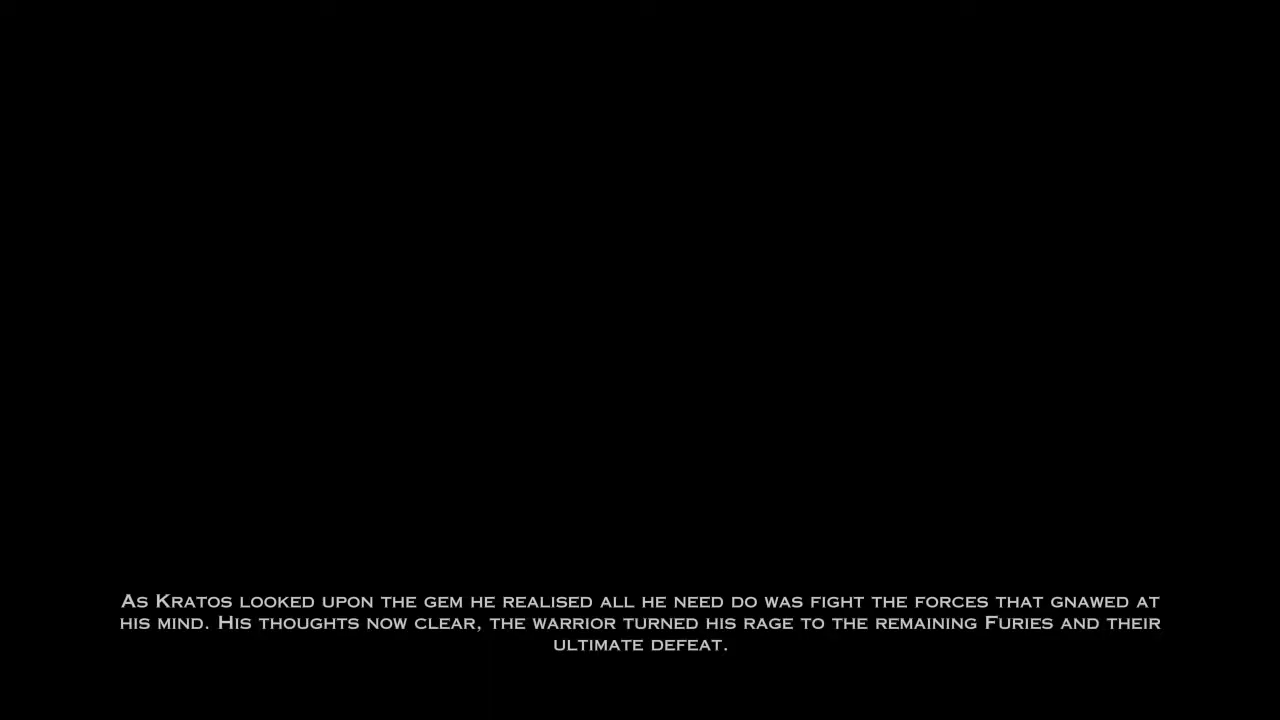 As Kratos looked upon the gem he realised all he need do was fight the forces that gnawed at
his mind. His thoughts now clear, the warrior turned his rage to the remaining Furies and their
ultimate defeat.